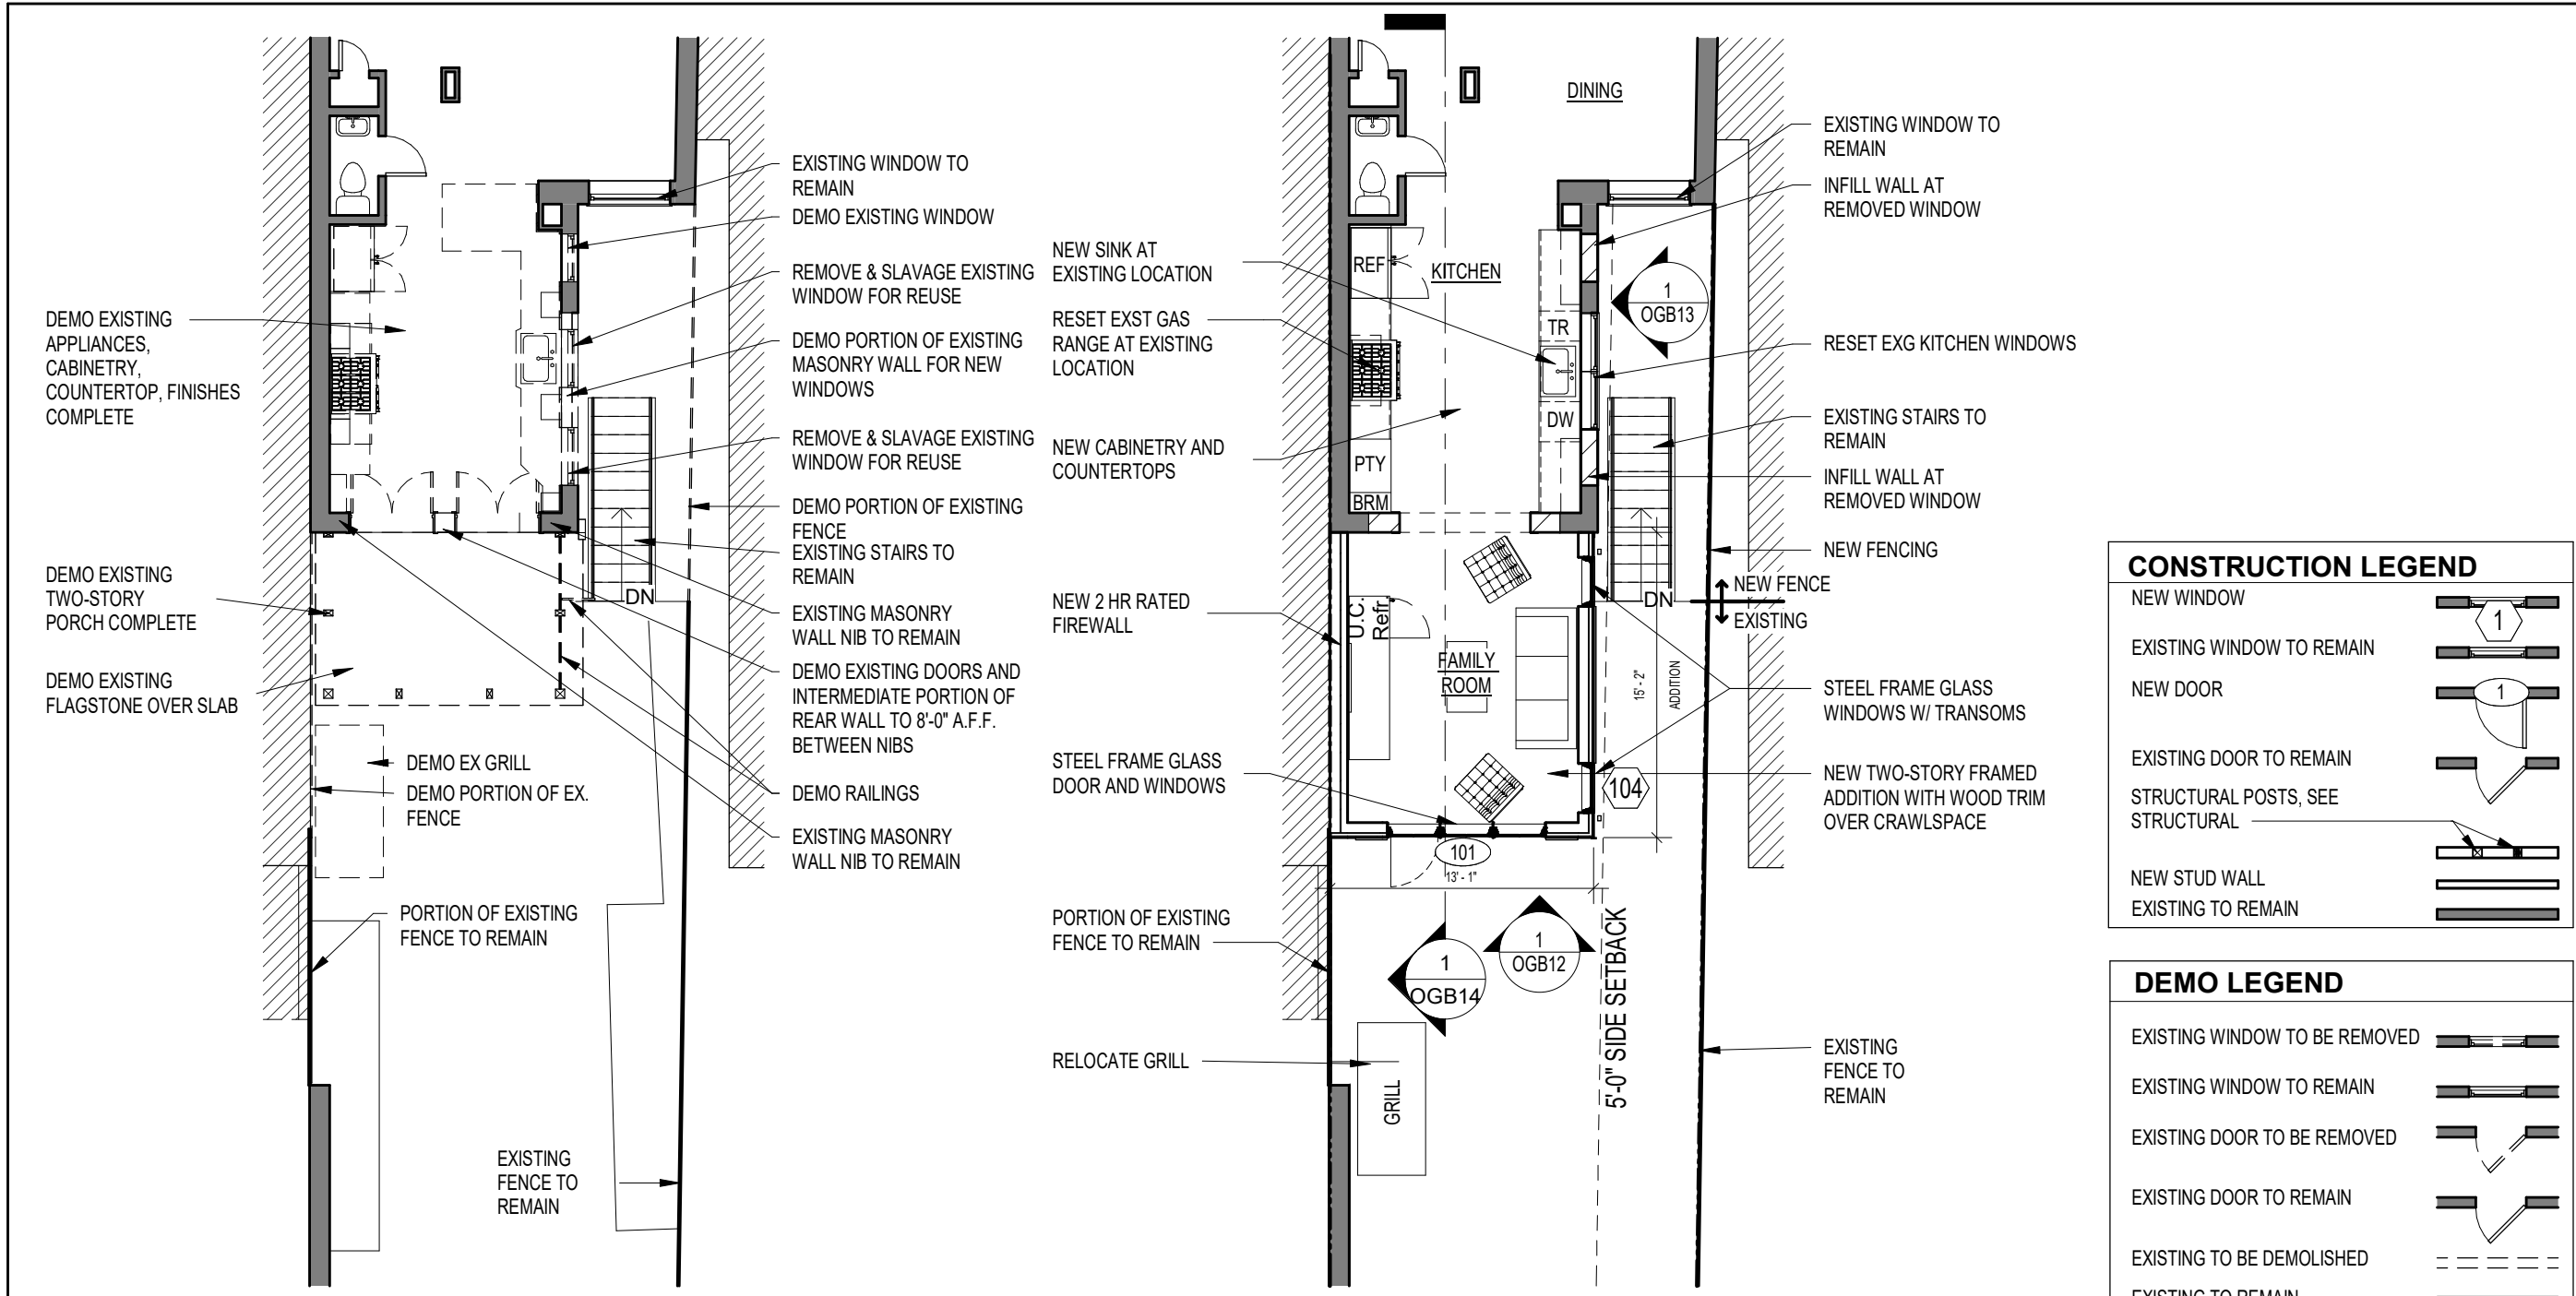 DEMO EXISTING
APPLIANCES,
CABINETRY,
COUNTERTOP, FINISHES
COMPLETE
DEMO EXISTING
TWO-STORY
PORCH COMPLETE
DEMO EXISTING
FLAGSTONE OVER SLAB
DEMO EX GRILL
DEMO PORTION OF EX.
FENCE
PORTION OF EXISTING
FENCE TO REMAIN
EXISTING
FENCE TO
REMAIN
DN
EXISTING WINDOW TO
REMAIN
DEMO EXISTING WINDOW
REMOVE & SLAVAGE EXISTING
WINDOW FOR REUSE
DEMO PORTION OF EXISTING
MASONRY WALL FOR NEW
WINDOWS
REMOVE & SLAVAGE EXISTING
WINDOW FOR REUSE
DEMO PORTION OF EXISTING
FENCE
EXISTING STAIRS TO
REMAIN
EXISTING MASONRY
WALL NIB TO REMAIN
DEMO EXISTING DOORS AND
INTERMEDIATE PORTION OF
REAR WALL TO 8'-0" A.F.F.
BETWEEN NIBS
DEMO RAILINGS
EXISTING MASONRY
WALL NIB TO REMAIN
NEW SINK AT
EXISTING LOCATION
RESET EXST GAS
RANGE AT EXISTING
LOCATION
NEW CABINETRY AND
COUNTERTOPS
NEW 2 HR RATED
FIREWALL
STEEL FRAME GLASS
DOOR AND WINDOWS
PORTION OF EXISTING
FENCE TO REMAIN
RELOCATE GRILL
DINING
REF
KITCHEN
TR
DW
PTY
BRM
U.C.
Refr
FAMILY
ROOM
DN
15' - 2"
ADDITION
104
101
13' - 1"
1
OGB13
1
OGB12
1
OGB14
GRILL
5'-0" SIDE SETBACK
EXISTING WINDOW TO
REMAIN
INFILL WALL AT
REMOVED WINDOW
RESET EXG KITCHEN WINDOWS
EXISTING STAIRS TO
REMAIN
INFILL WALL AT
REMOVED WINDOW
NEW FENCING
NEW FENCE
EXISTING
STEEL FRAME GLASS
WINDOWS W/ TRANSOMS
NEW TWO-STORY FRAMED
ADDITION WITH WOOD TRIM
OVER CRAWLSPACE
EXISTING
FENCE TO
REMAIN
CONSTRUCTION LEGEND
NEW WINDOW
1
EXISTING WINDOW TO REMAIN
NEW DOOR
1
EXISTING DOOR TO REMAIN
STRUCTURAL POSTS, SEE
STRUCTURAL
NEW STUD WALL
EXISTING TO REMAIN
DEMO LEGEND
EXISTING WINDOW TO BE REMOVED
EXISTING WINDOW TO REMAIN
EXISTING DOOR TO BE REMOVED
EXISTING DOOR TO REMAIN
EXISTING TO BE DEMOLISHED
EXISTING TO REMAIN